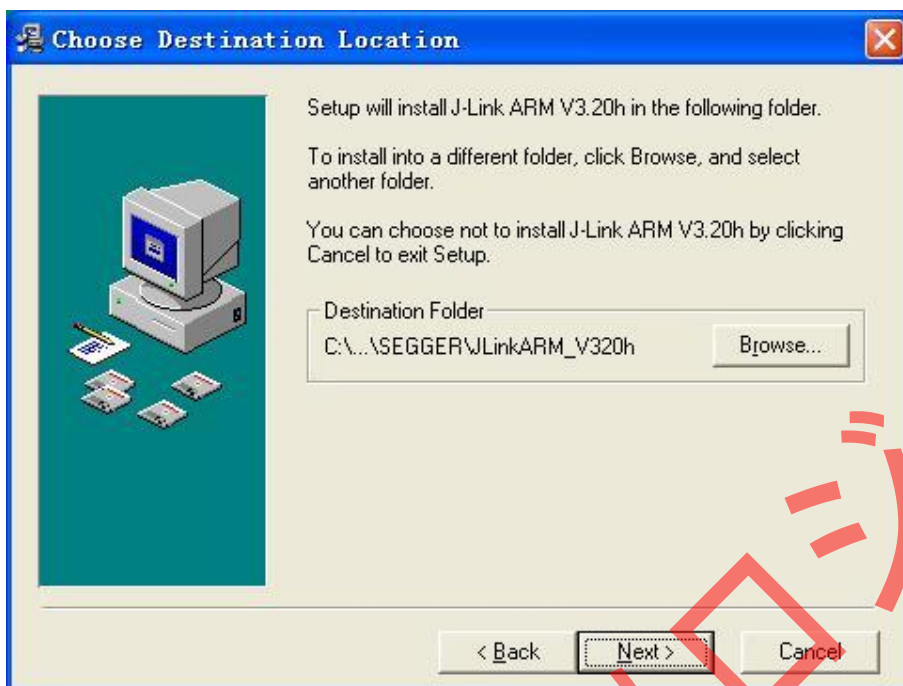 Choose Destination Location
Setup will install J-Link ARM V3.20h in the following folder.
To install into a different folder, click Browse, and select
another folder.
You can choose not to install J-Link ARM V3.20h by clicking
Cancel to exit Setup.
Destination Folder
C:\...\SEGGER\JLinkARM_V320h
Browse...
< Back
Next >
Cancel
ロジ